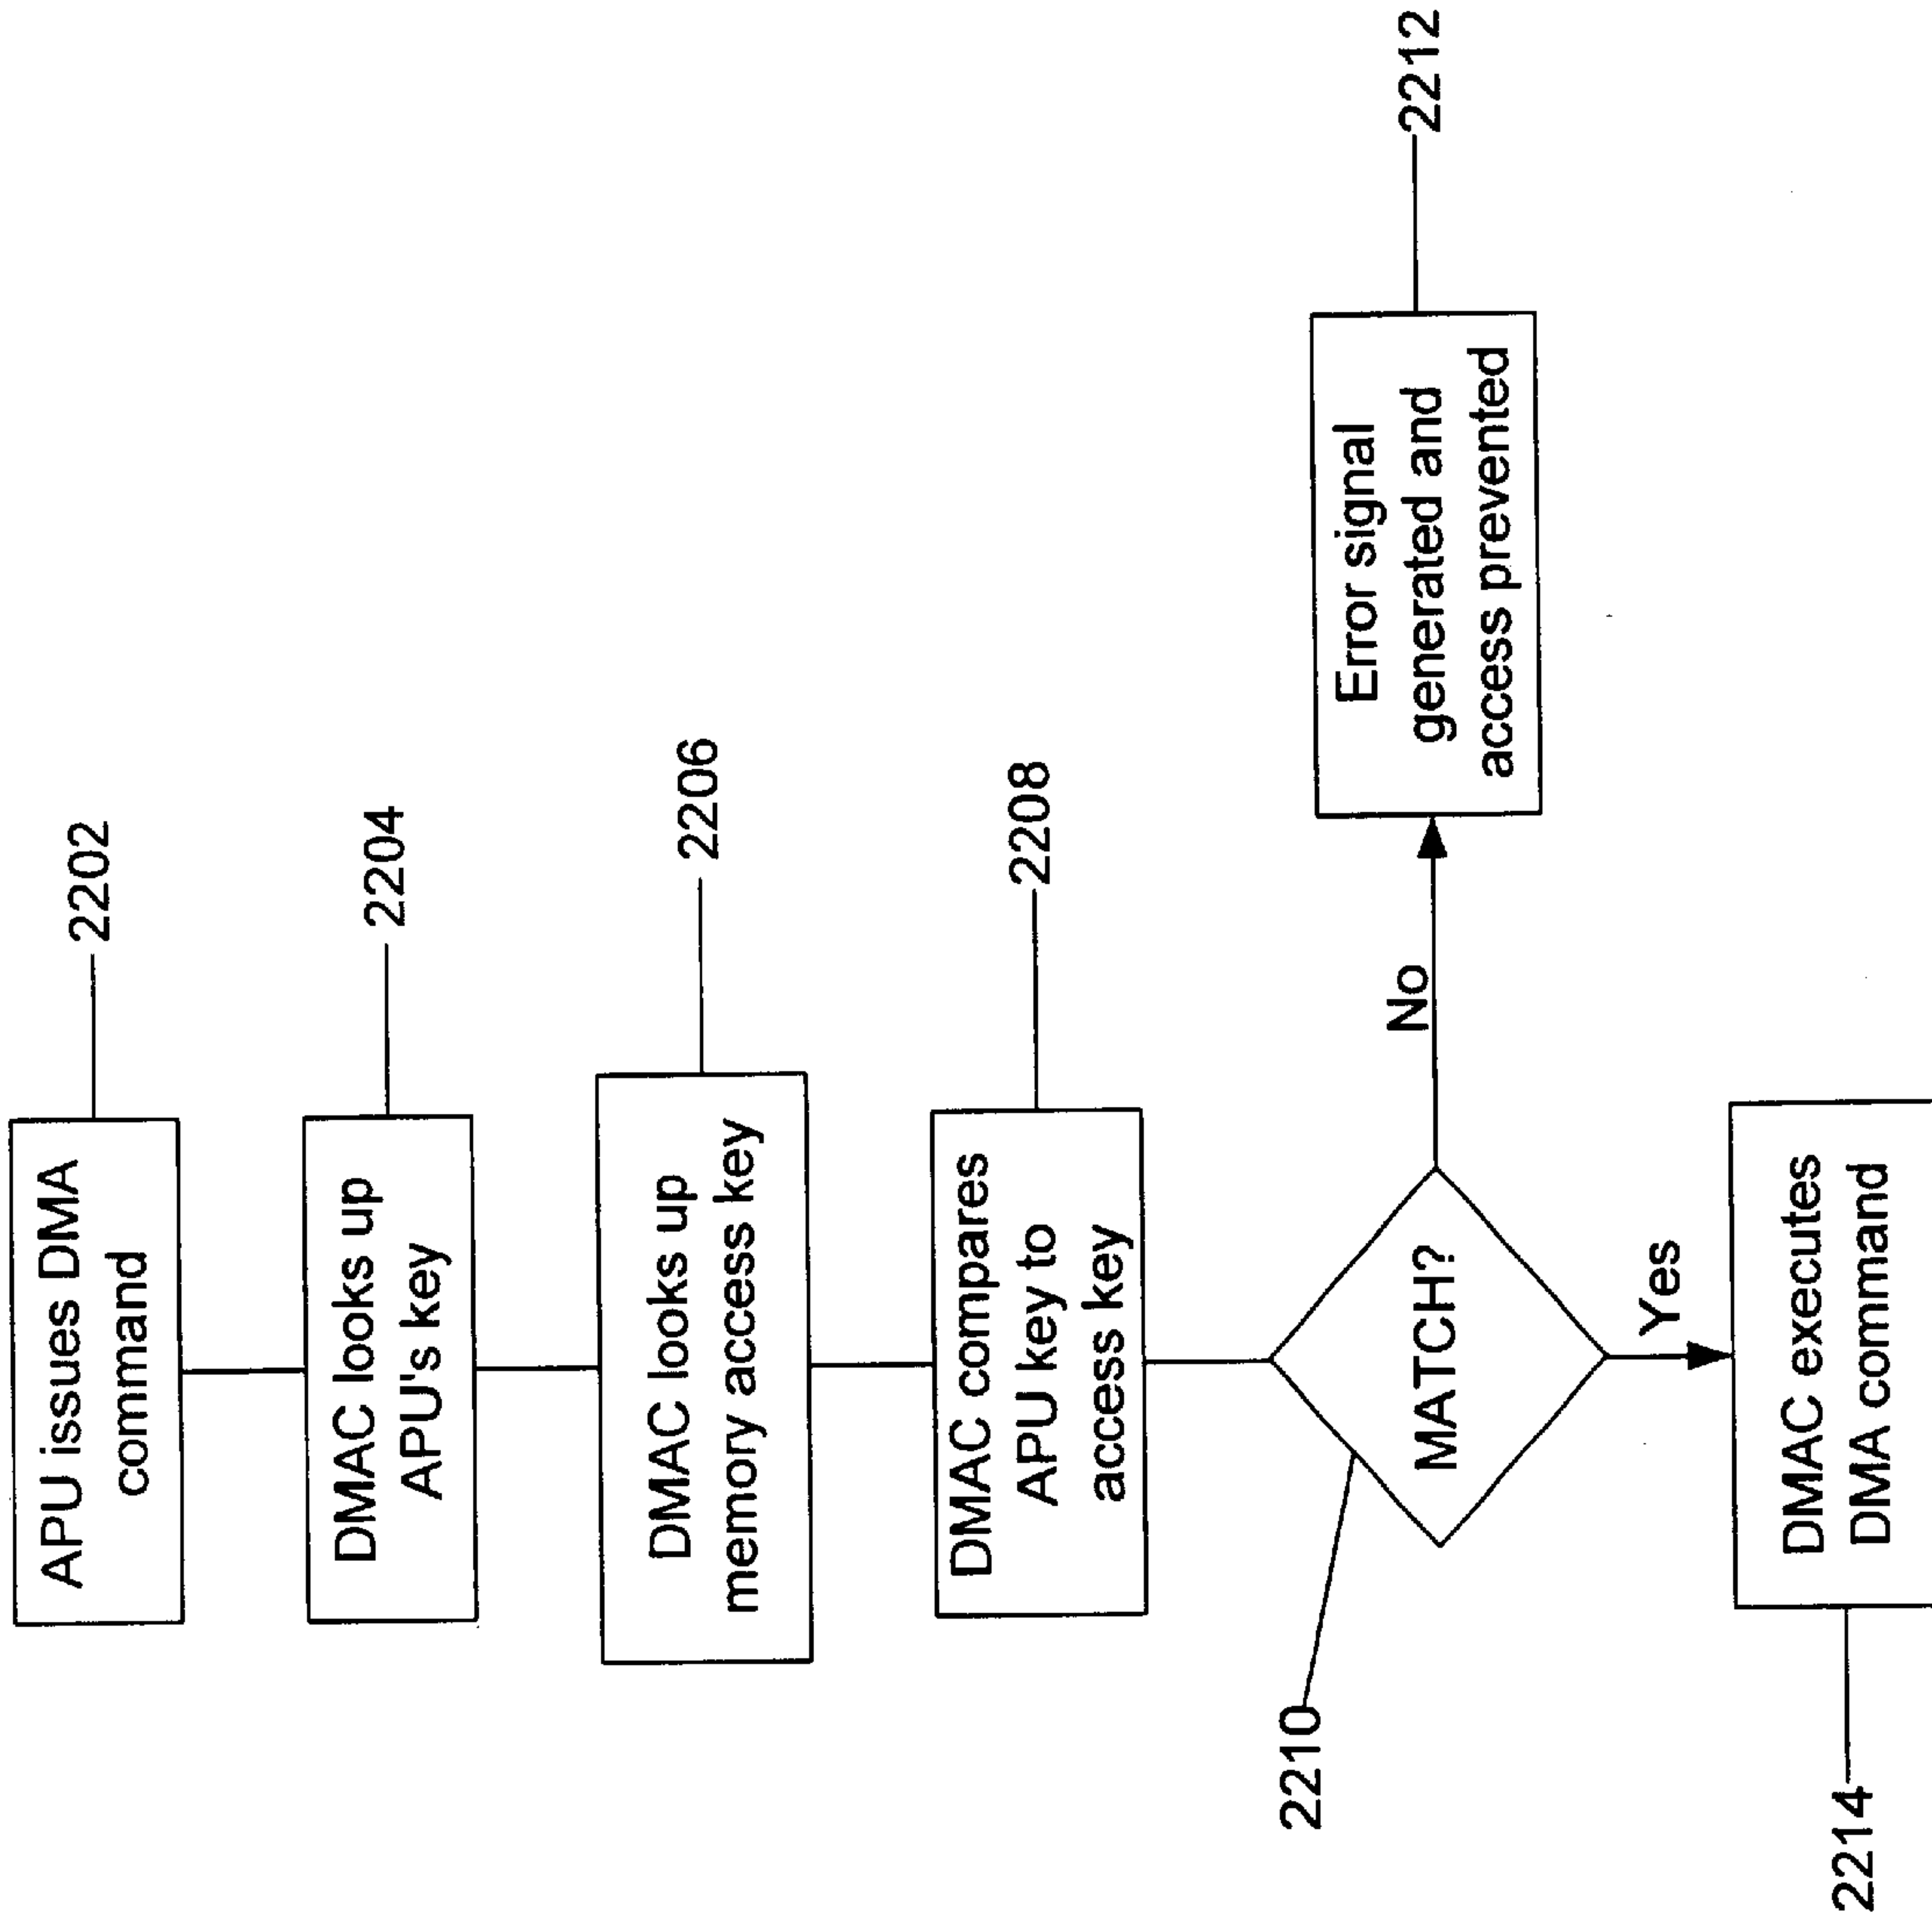 APU issues DMA
command
2202
DMAC looks up
APU's key
2204
DMAC looks up
memory access key
2206
DMAC compares
APU key to
access key
2208
MATCH?
2210
No
Error signal
generated and
access prevented
2212
Yes
DMAC executes
DMA command
2214